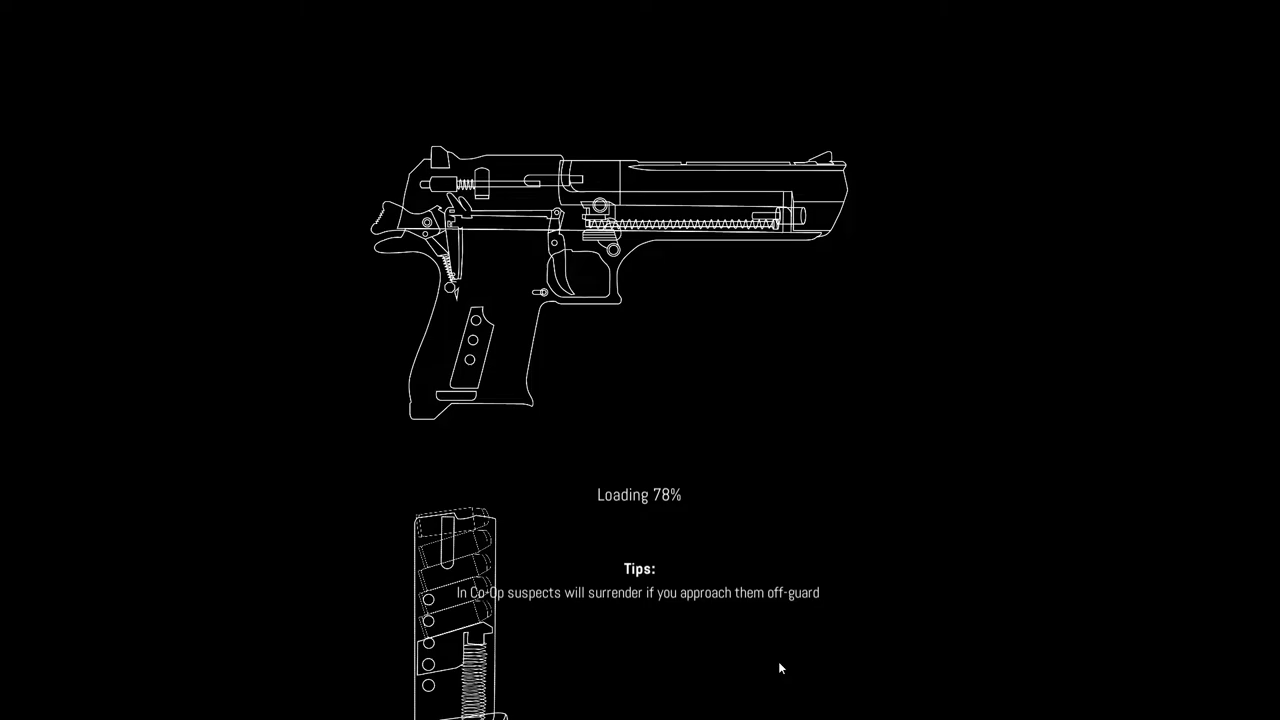 Loading 78%
Tips:
In Co-Op suspects will surrender if you approach them off-guard